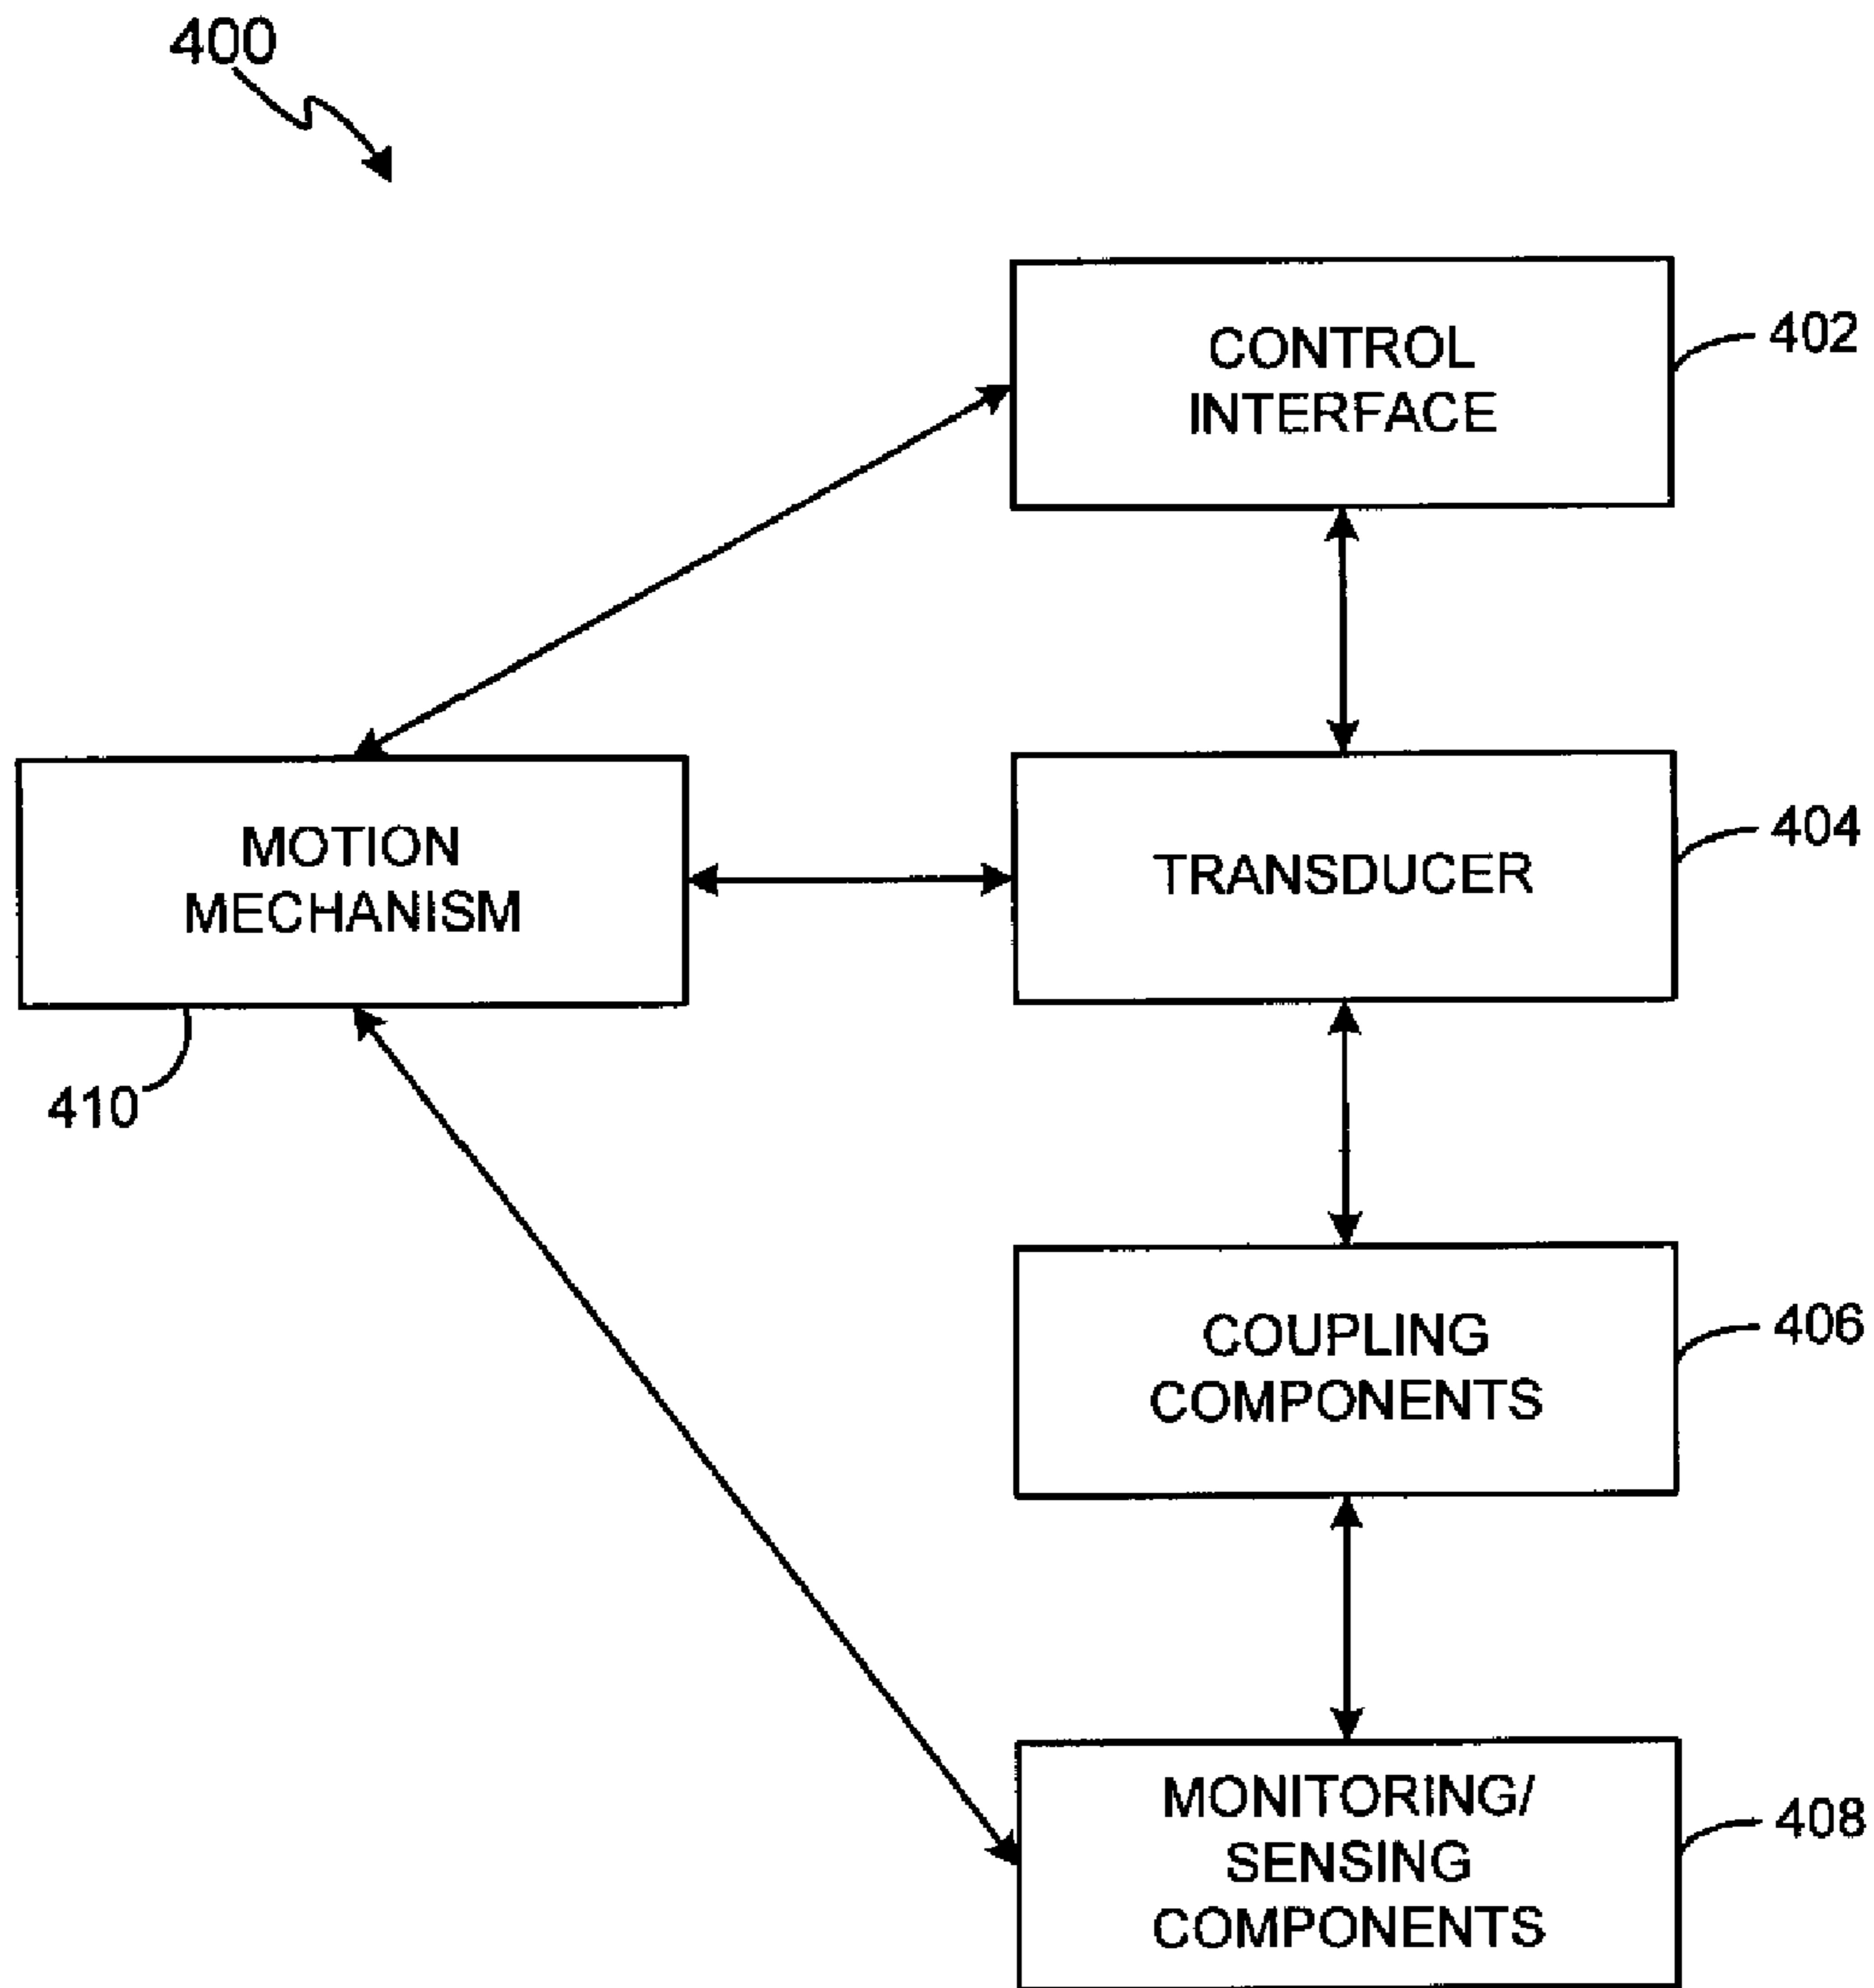 400
CONTROL
INTERFACE
402
MOTION
MECHANISM
410
TRANSDUCER
404
COUPLING
COMPONENTS
406
MONITORING/
SENSING
COMPONENTS
408